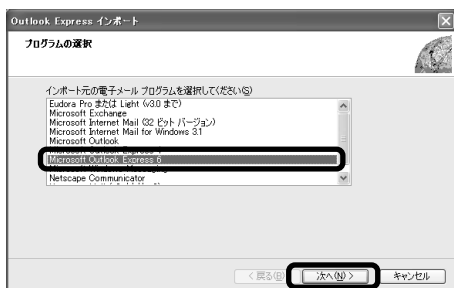 Outlook Express インポート
プログラムの選択
インポート元の電子メール プログラムを選択してください(S)
Eudora Pro または Light (v3.0 まで)
Microsoft Exchange
Microsoft Internet Mail (32 ビット バージョン)
Microsoft Internet Mail for Windows 3.1
Microsoft Outlook
Microsoft Outlook Express 6
Netscape Communicator
< 戻る(B)
次へ(N) >
キャンセル